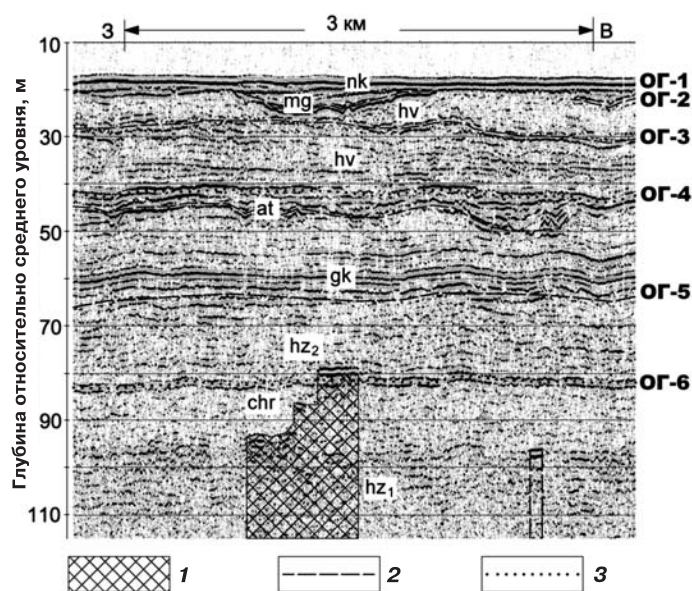 З 3 км В
Глубина относительно среднего уровня, м
10
nk
ОГ-1
mg hv
ОГ-2
30
ОГ-3
hv
ОГ-4
at
50
gk
ОГ-5
70
hz₂
ОГ-6
chr
90
hz₁
110
1 2 3